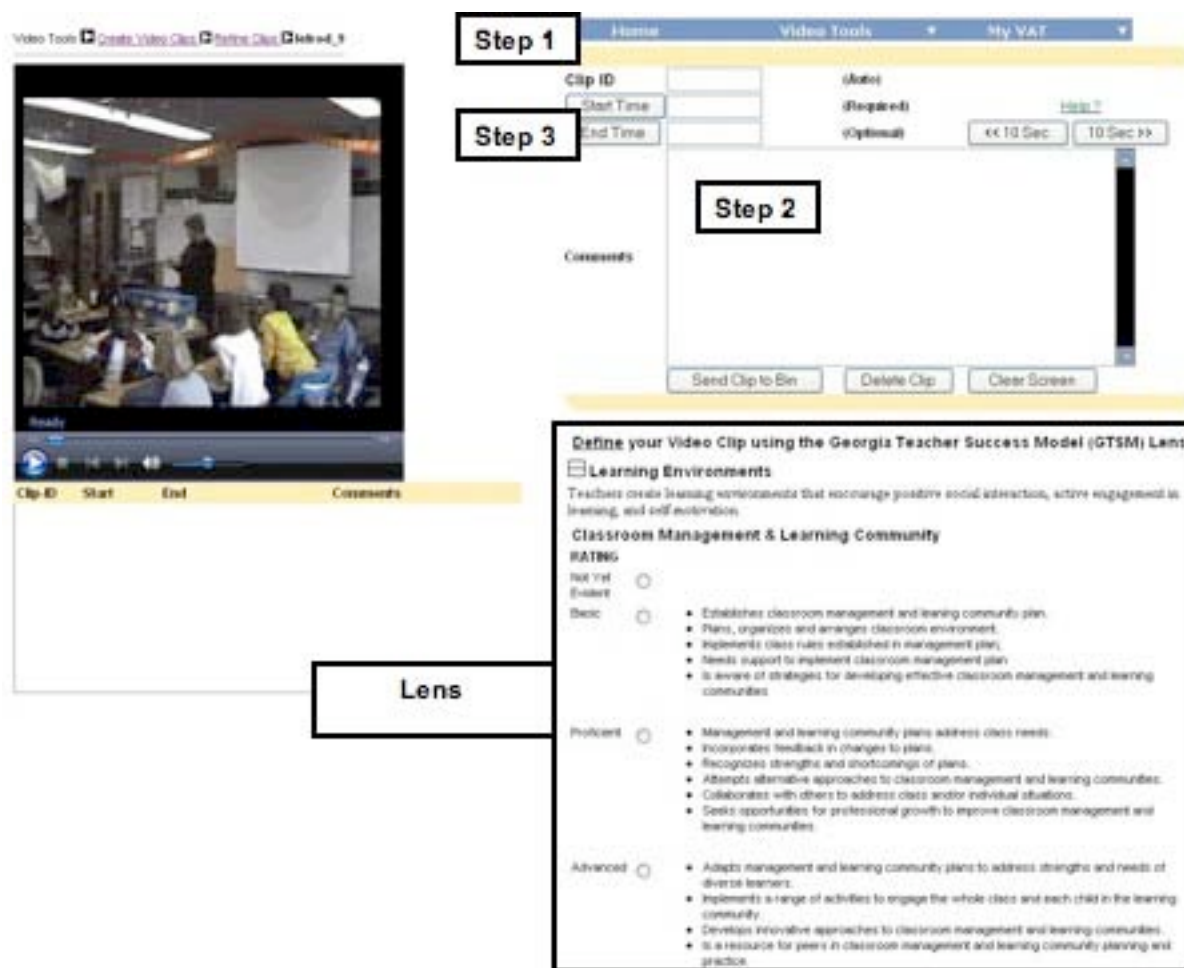 Video Tools Create Video Clips Refine Clips
Step 1
Home Video Tools My VAT
Clip ID (Auto)
Start Time (Required) Help ?
Step 3
End Time (Optional) << 10 Sec 10 Sec >>
Step 2
Comments
Send Clip to Bin Delete Clip Clear Screen
Ready
Clip-ID Start End Comments
Lens
Define your Video Clip using the Georgia Teacher Success Model (GTSM) Lens
Learning Environments
Teachers create learning environments that encourage positive social interaction, active engagement in
learning, and self motivation
Classroom Management & Learning Community
RATING
Not Yet
Evident
Basic
• Establishes classroom management and learning community plan.
• Plans, organizes and arranges classroom environment.
• Implements class rules established in management plan;
• Needs support to implement classroom management plan
• Is aware of strategies for developing effective classroom management and learning
communities
Proficient
• Management and learning community plans address class needs.
• Incorporates feedback in changes to plans.
• Recognizes strengths and shortcomings of plans.
• Attempts alternative approaches to classroom management and learning communities.
• Collaborates with others to address class and/or individual situations.
• Seeks opportunities for professional growth to improve classroom management and
learning communities.
Advanced
• Adapts management and learning community plans to address strengths and needs of
diverse learners.
• Implements a range of activities to engage the whole class and each child in the learning
community.
• Develops innovative approaches to classroom management and learning communities.
• Is a resource for peers in classroom management and learning community planning and
practice.